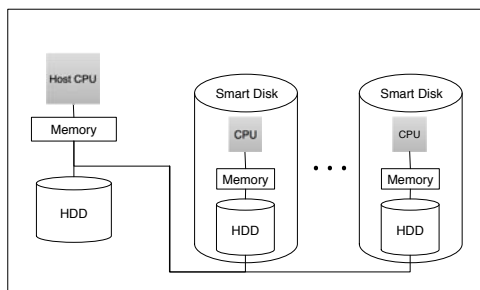 Host CPU
Memory
HDD
Smart Disk
CPU
Memory
HDD
. . .
Smart Disk
CPU
Memory
HDD